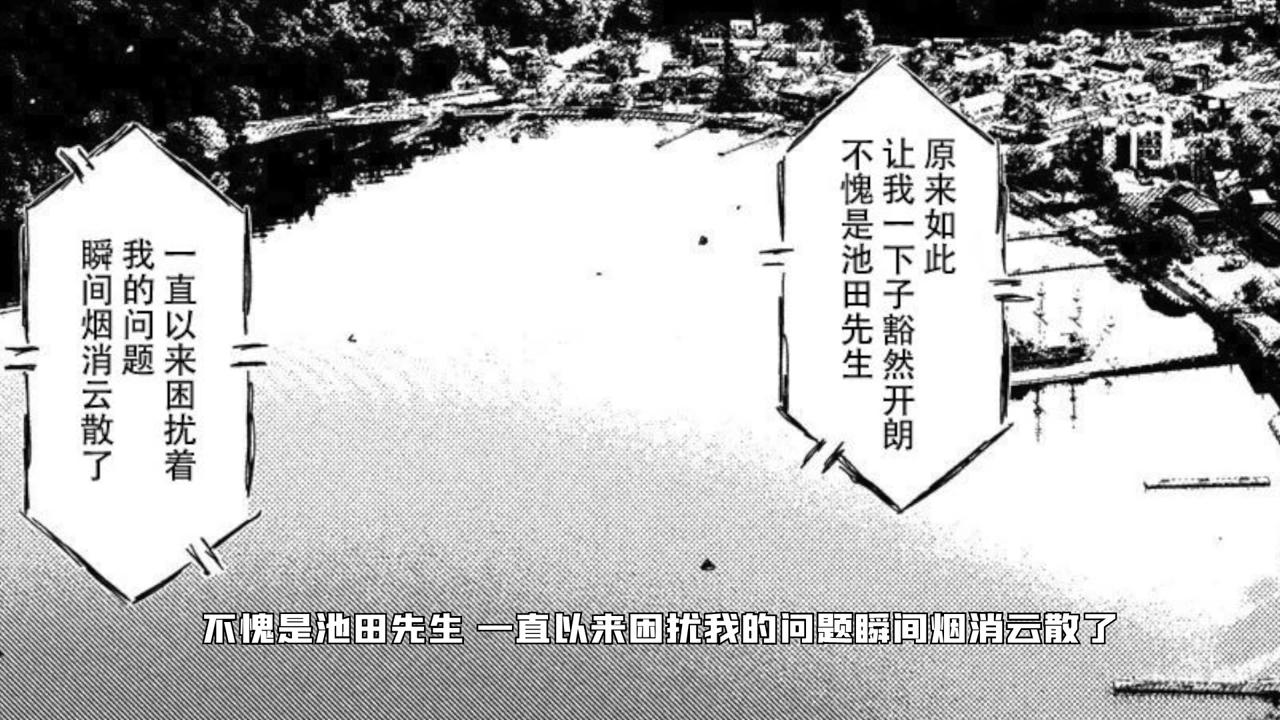 原来如此
让我一下子豁然开朗
不愧是池田先生
一直以来困扰着
我的问题
瞬间烟消云散了
不愧是池田先生 一直以来困扰我的问题瞬间烟消云散了